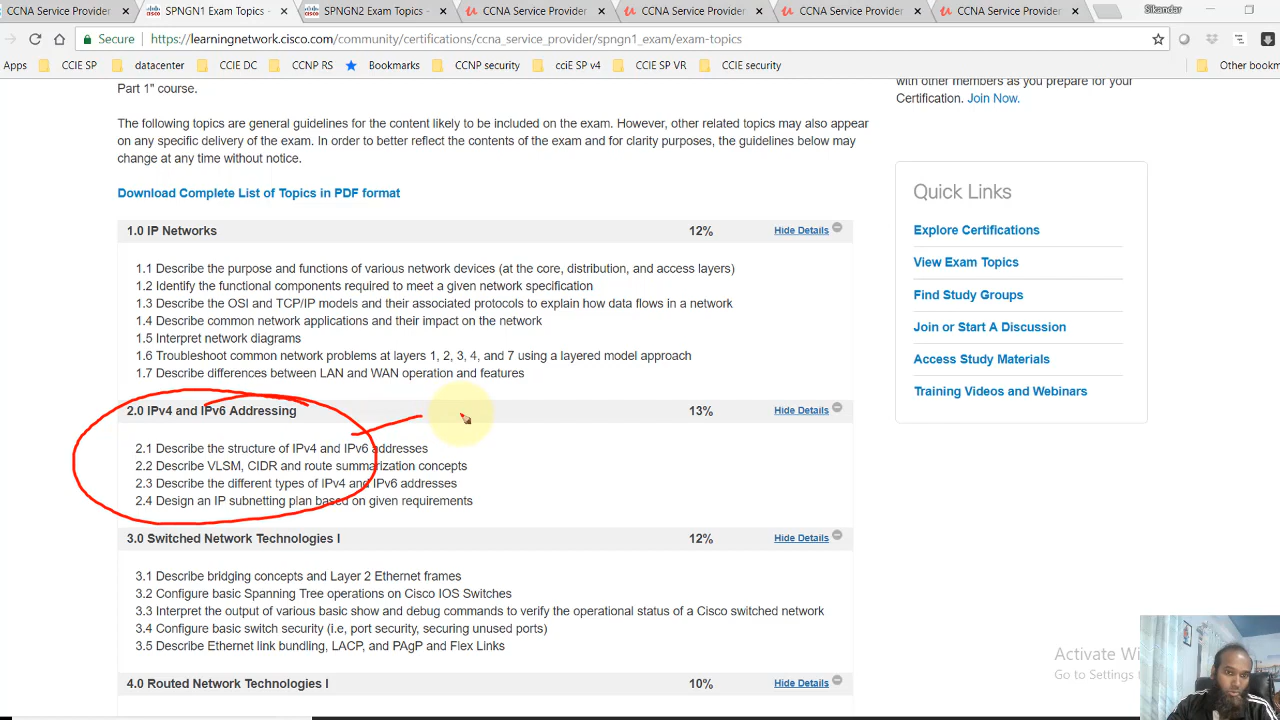 CCNA Service Provider
SPNGN1 Exam Topics -
SPNGN2 Exam Topics -
CCNA Service Provider
CCNA Service Provider
CCNA Service Provider
CCNA Service Provider
Sikandar
Secure
https://learningnetwork.cisco.com/community/certifications/ccna_service_provider/spngn1_exam/exam-topics
Apps
CCIE SP
datacenter
CCIE DC
CCNP RS
Bookmarks
CCNP security
cciE SP v4
CCIE SP VR
CCIE security
Other bookm
Part 1" course.
The following topics are general guidelines for the content likely to be included on the exam. However, other related topics may also appear
on any specific delivery of the exam. In order to better reflect the contents of the exam and for clarity purposes, the guidelines below may
change at any time without notice.
Download Complete List of Topics in PDF format
1.0 IP Networks 12% Hide Details
1.1 Describe the purpose and functions of various network devices (at the core, distribution, and access layers)
1.2 Identify the functional components required to meet a given network specification
1.3 Describe the OSI and TCP/IP models and their associated protocols to explain how data flows in a network
1.4 Describe common network applications and their impact on the network
1.5 Interpret network diagrams
1.6 Troubleshoot common network problems at layers 1, 2, 3, 4, and 7 using a layered model approach
1.7 Describe differences between LAN and WAN operation and features
2.0 IPv4 and IPv6 Addressing 13% Hide Details
2.1 Describe the structure of IPv4 and IPv6 addresses
2.2 Describe VLSM, CIDR and route summarization concepts
2.3 Describe the different types of IPv4 and IPv6 addresses
2.4 Design an IP subnetting plan based on given requirements
3.0 Switched Network Technologies I 12% Hide Details
3.1 Describe bridging concepts and Layer 2 Ethernet frames
3.2 Configure basic Spanning Tree operations on Cisco IOS Switches
3.3 Interpret the output of various basic show and debug commands to verify the operational status of a Cisco switched network
3.4 Configure basic switch security (i.e, port security, securing unused ports)
3.5 Describe Ethernet link bundling, LACP, and PAgP and Flex Links
4.0 Routed Network Technologies I 10% Hide Details
with other members as you prepare for your
Certification. Join Now.
Quick Links
Explore Certifications
View Exam Topics
Find Study Groups
Join or Start A Discussion
Access Study Materials
Training Videos and Webinars
Activate Wi
Go to Settings